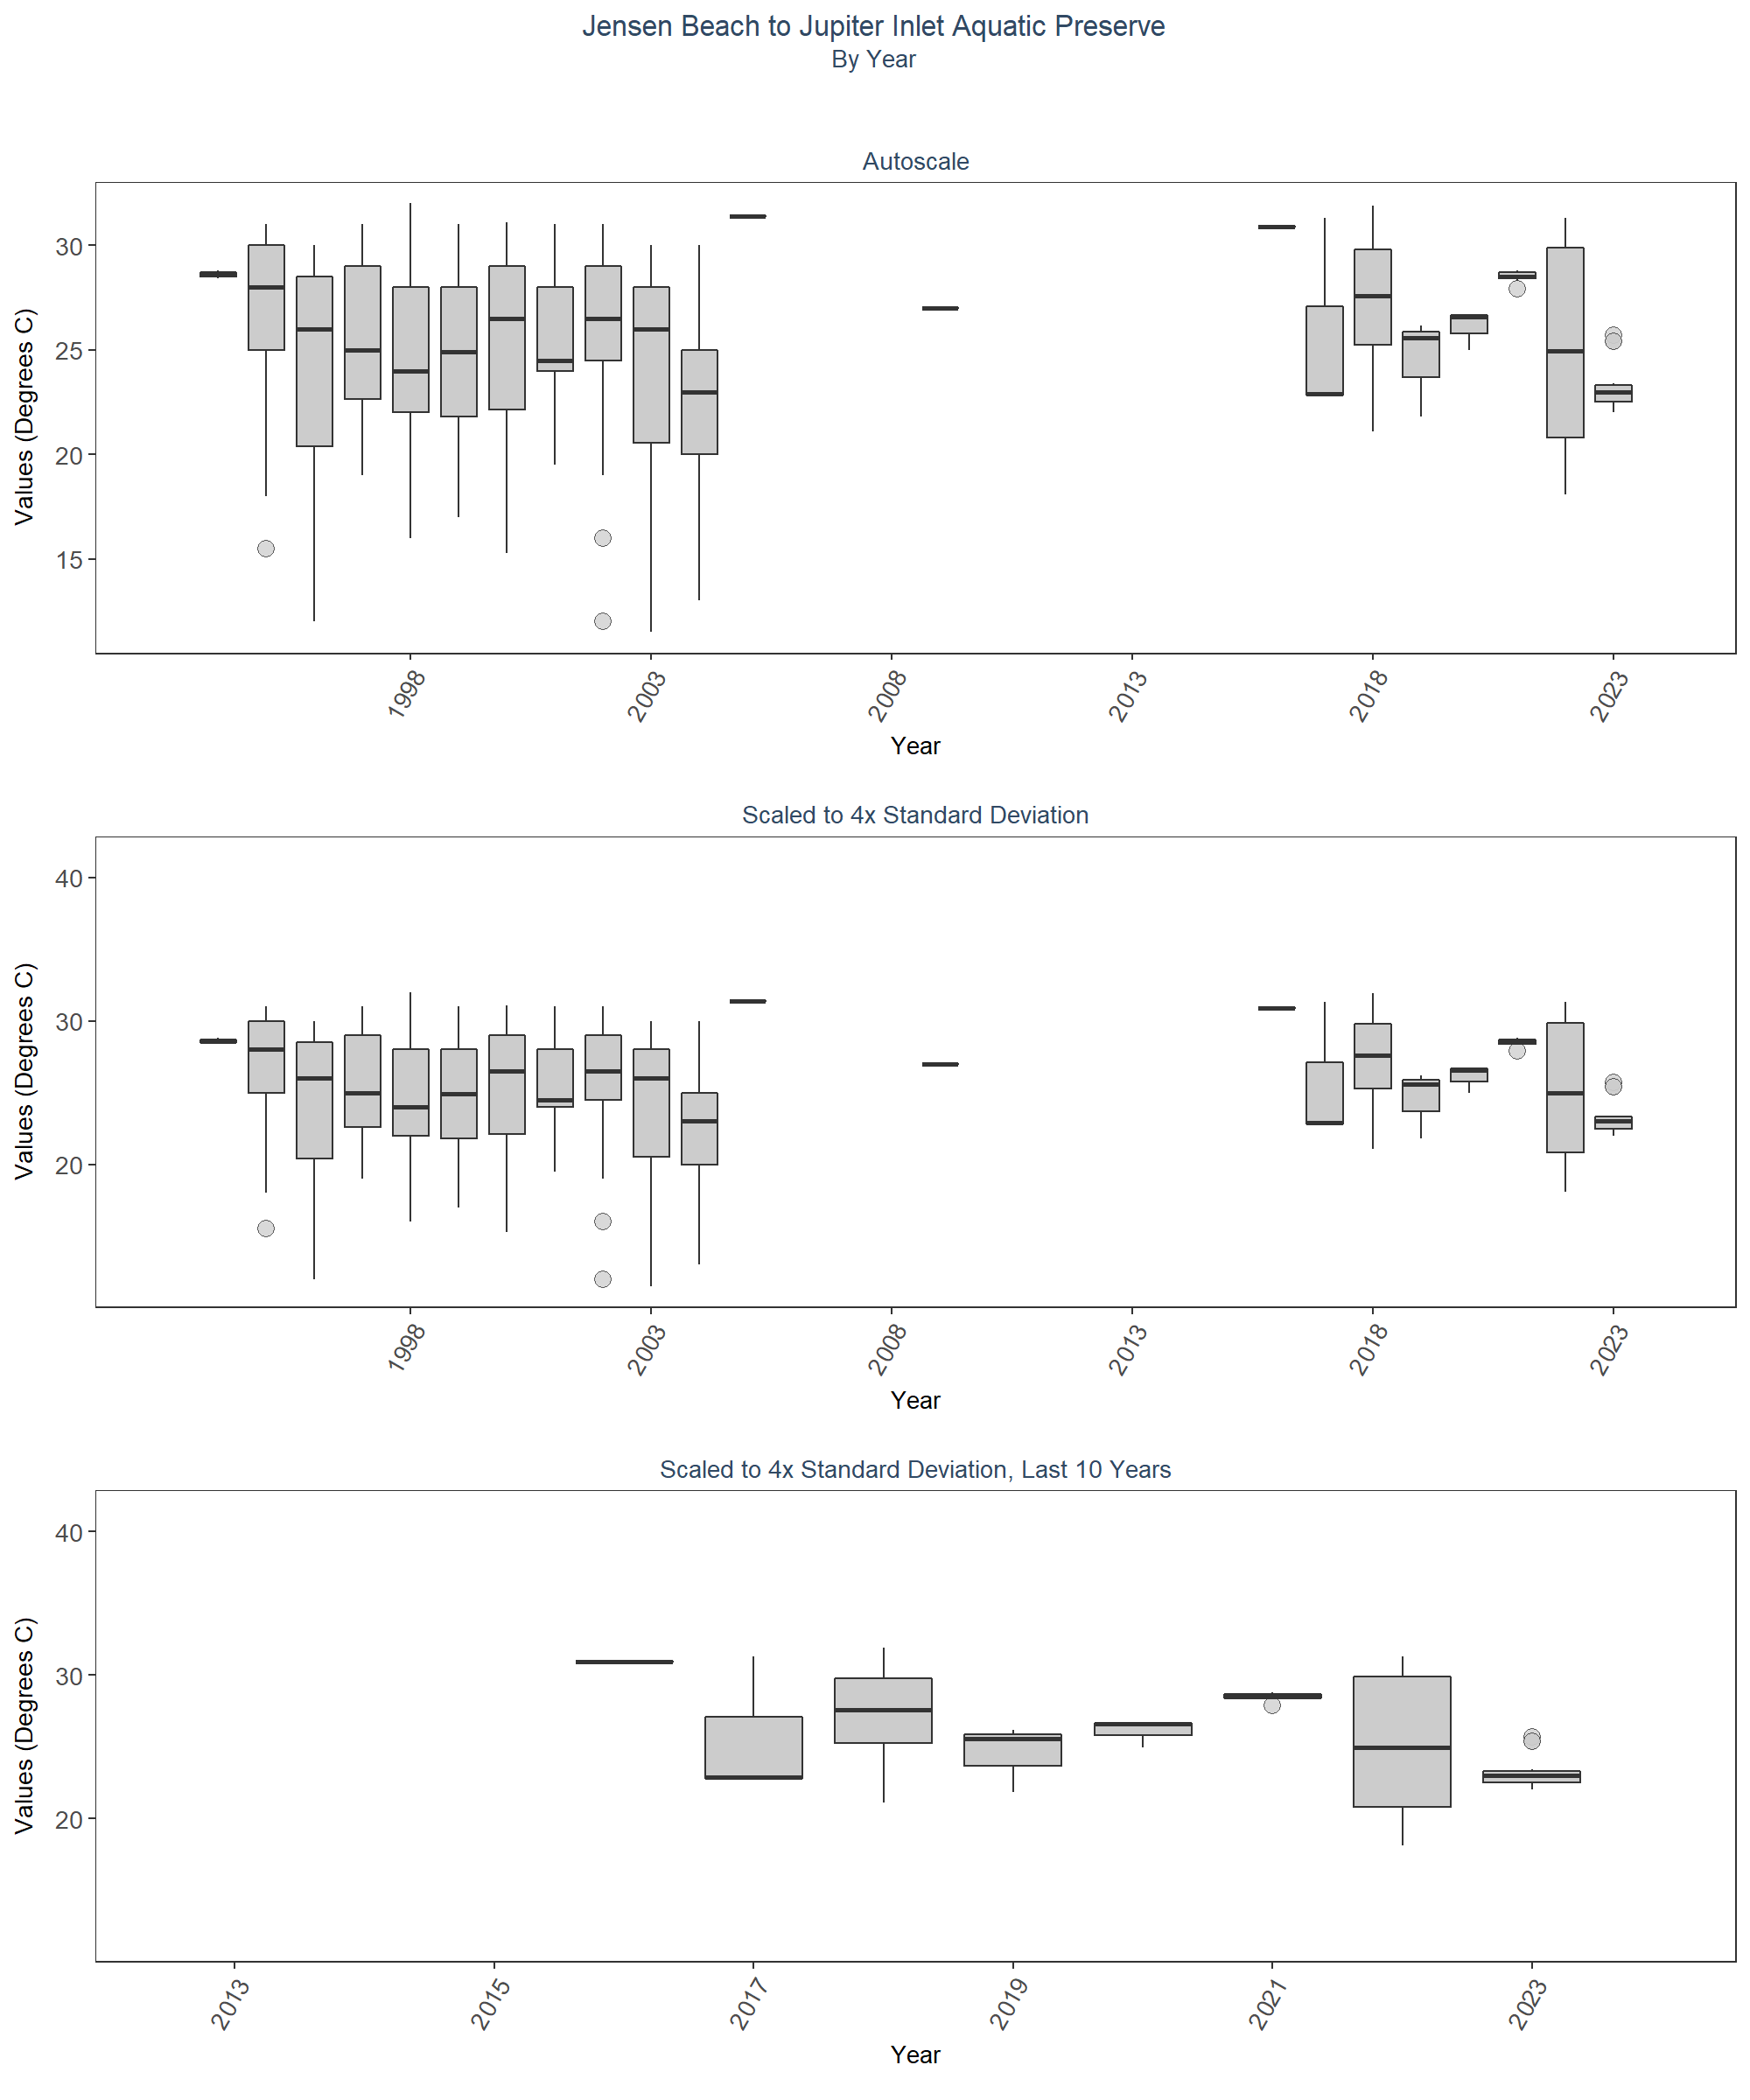 Jensen Beach to Jupiter Inlet Aquatic Preserve
By Year
Autoscale
Values (Degrees C)
30
25
20
15
1998
2003
2008
2013
2018
2023
Year
Scaled to 4x Standard Deviation
Values (Degrees C)
40
30
20
1998
2003
2008
2013
2018
2023
Year
Scaled to 4x Standard Deviation, Last 10 Years
Values (Degrees C)
40
30
20
2013
2015
2017
2019
2021
2023
Year